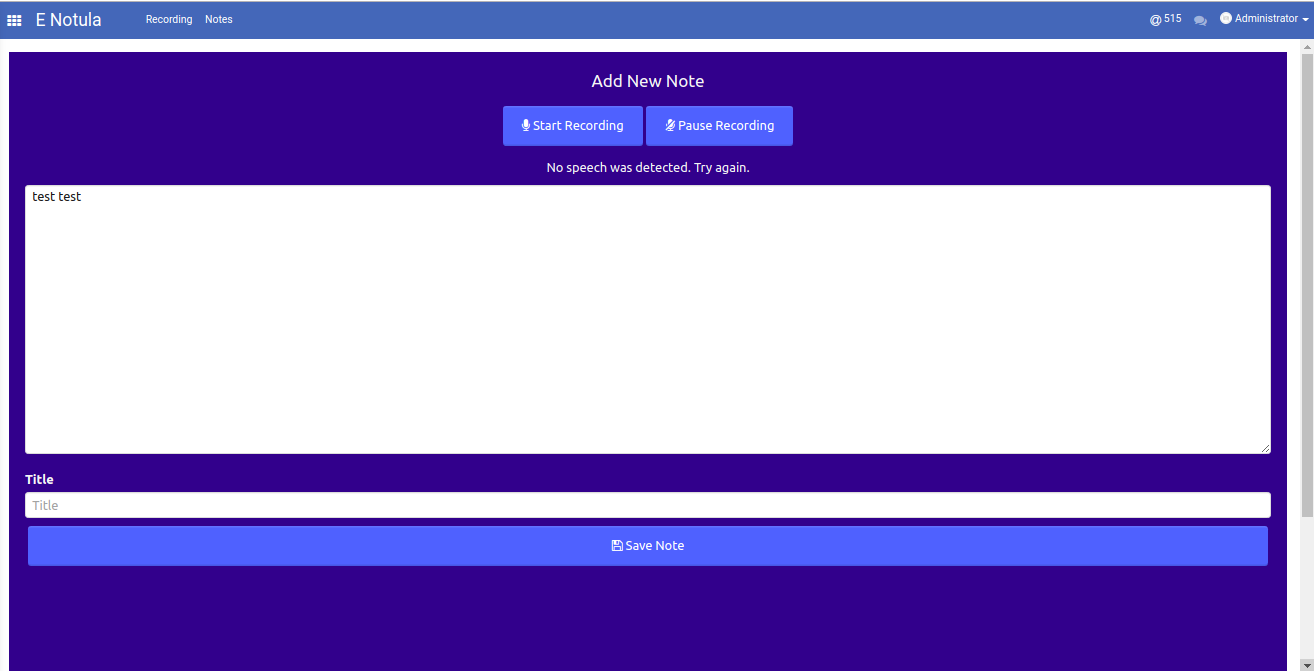 E Notula Recording Notes @ 515 Administrator
Add New Note
Start Recording Pause Recording
No speech was detected. Try again.
test test
Title
Title
Save Note